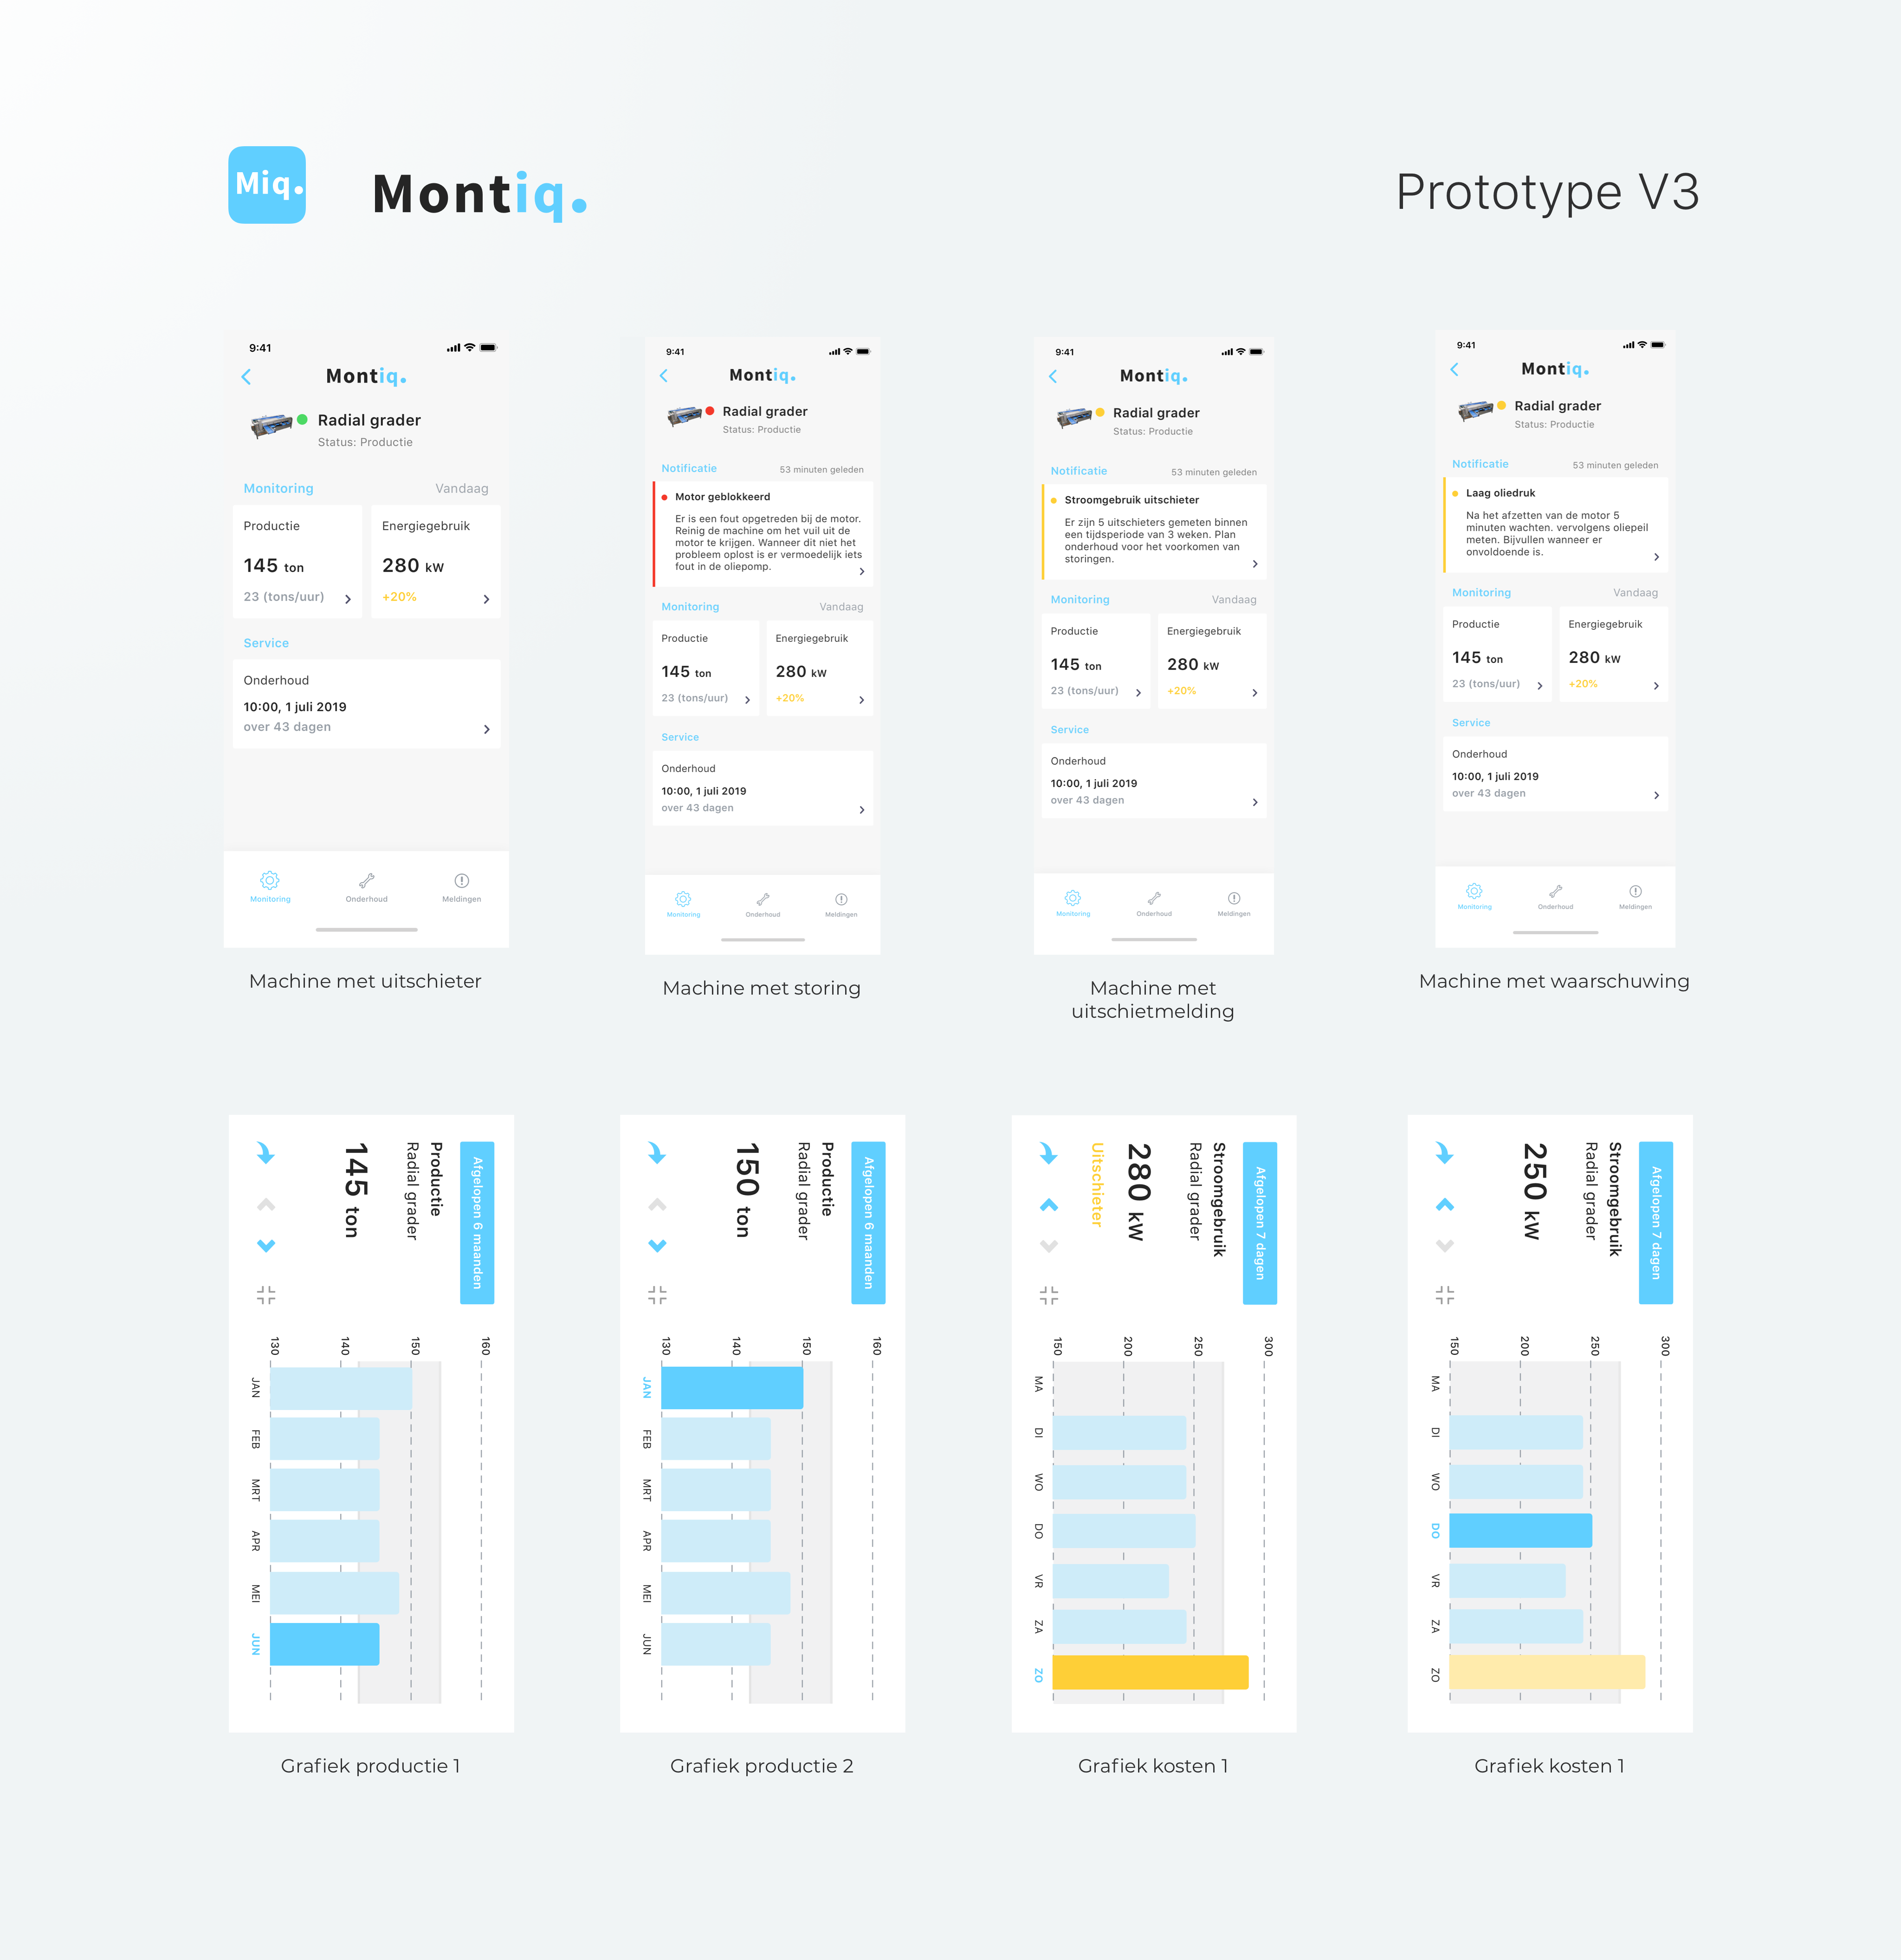 Miq.
Montiq.
Prototype V3
9:41
Montiq.
Radial grader
Status: Productie
Monitoring
Vandaag
Productie
145 ton
23 (tons/uur)
Energiegebruik
280 kW
+20%
Service
Onderhoud
10:00, 1 juli 2019
over 43 dagen
Monitoring
Onderhoud
Meldingen
Machine met uitschieter
9:41
Montiq.
Radial grader
Status: Productie
Notificatie
53 minuten geleden
Motor geblokkeerd
Er is een fout opgetreden bij de motor.
Reinig de machine om het vuil uit de
motor te krijgen. Wanneer dit niet het
probleem oplost is er vermoedelijk iets
fout in de oliepomp.
Monitoring
Vandaag
Productie
145 ton
23 (tons/uur)
Energiegebruik
280 kW
+20%
Service
Onderhoud
10:00, 1 juli 2019
over 43 dagen
Monitoring
Onderhoud
Meldingen
Machine met storing
9:41
Montiq.
Radial grader
Status: Productie
Notificatie
53 minuten geleden
Stroomgebruik uitschieter
Er zijn 5 uitschieters gemeten binnen
een tijdsperiode van 3 weken. Plan
onderhoud voor het voorkomen van
storingen.
Monitoring
Vandaag
Productie
145 ton
23 (tons/uur)
Energiegebruik
280 kW
+20%
Service
Onderhoud
10:00, 1 juli 2019
over 43 dagen
Monitoring
Onderhoud
Meldingen
Machine met
uitschietmelding
9:41
Montiq.
Radial grader
Status: Productie
Notificatie
53 minuten geleden
Laag oliedruk
Na het afzetten van de motor 5
minuten wachten. vervolgens oliepeil
meten. Bijvullen wanneer er
onvoldoende is.
Monitoring
Vandaag
Productie
145 ton
23 (tons/uur)
Energiegebruik
280 kW
+20%
Service
Onderhoud
10:00, 1 juli 2019
over 43 dagen
Monitoring
Onderhoud
Meldingen
Machine met waarschuwing
Afgelopen 6 maanden
Productie
Radial grader
145 ton
160
150
140
130
JAN
FEB
MRT
APR
MEI
JUN
Grafiek productie 1
Afgelopen 6 maanden
Productie
Radial grader
150 ton
160
150
140
130
JAN
FEB
MRT
APR
MEI
JUN
Grafiek productie 2
Afgelopen 7 dagen
Stroomgebruik
Radial grader
280 kW
Uitschieter
300
250
200
150
MA
DI
WO
DO
VR
ZA
ZO
Grafiek kosten 1
Afgelopen 7 dagen
Stroomgebruik
Radial grader
250 kW
300
250
200
150
MA
DI
WO
DO
VR
ZA
ZO
Grafiek kosten 1